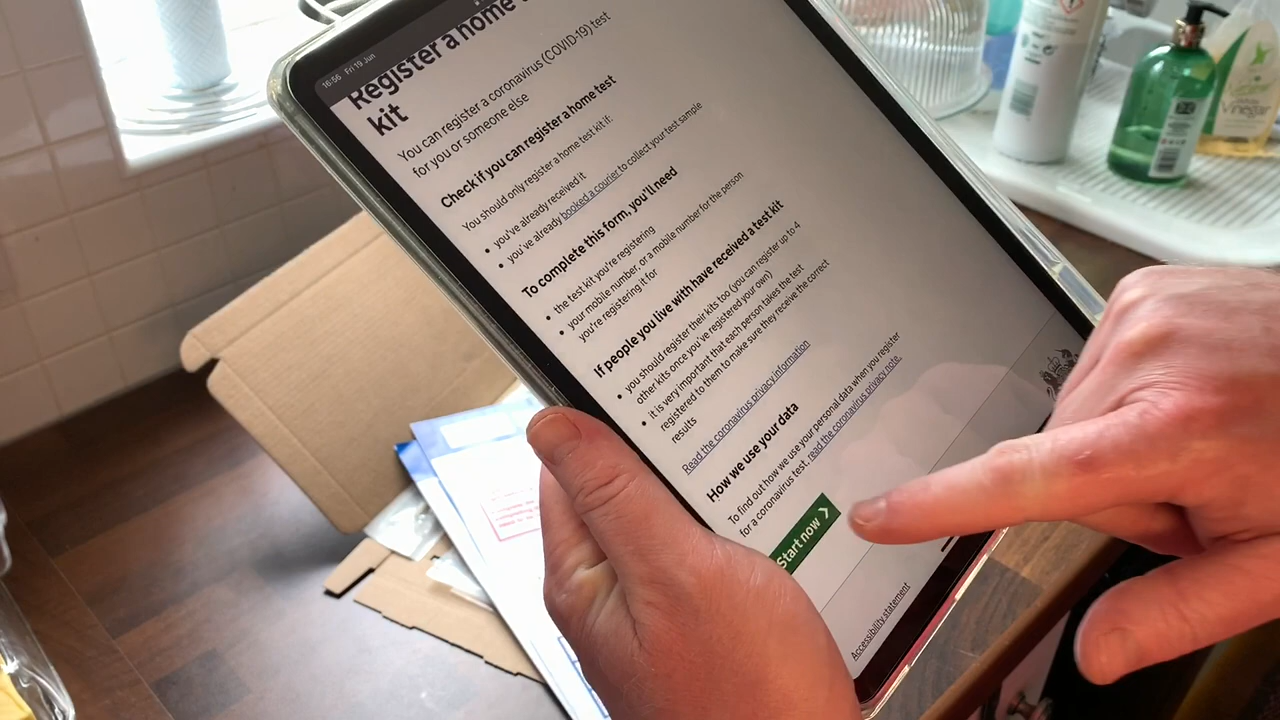 16:56 Fri 19 Jun
Register a home
kit
You can register a coronavirus (COVID-19) test
for you or someone else
Check if you can register a home test
You should only register a home test kit if:
• you've already received it
• you've already booked a courier to collect your test sample
To complete this form, you'll need
• the test kit you're registering
• your mobile number, or a mobile number for the person
you're registering it for
If people you live with have received a test kit
• you should register their kits too (you can register up to 4
other kits once you've registered your own)
• it is very important that each person takes the test
registered to them to make sure they receive the correct
results
Read the coronavirus privacy information
How we use your data
To find out how we use your personal data when you register
for a coronavirus test, read the coronavirus privacy note.
Start now ❯
Accessibility statement
Vinegar